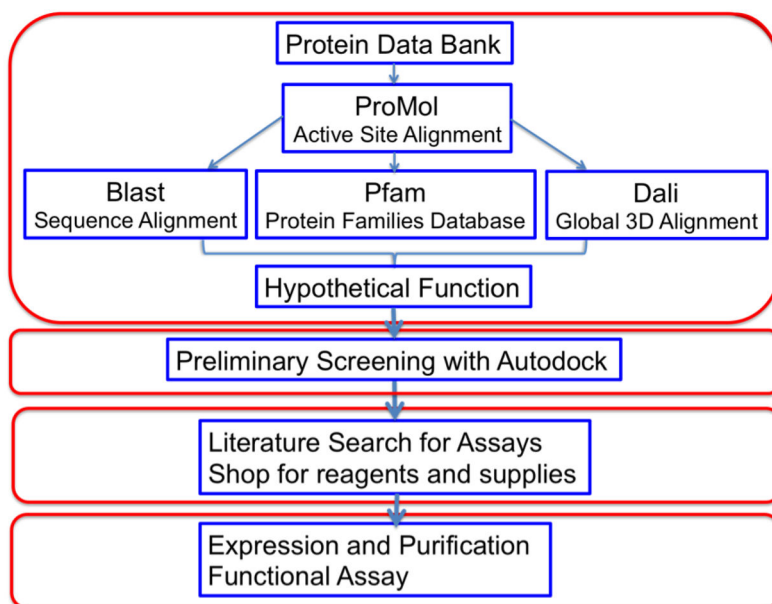 Protein Data Bank
ProMol
Active Site Alignment
Blast
Sequence Alignment
Pfam
Protein Families Database
Dali
Global 3D Alignment
Hypothetical Function
Preliminary Screening with Autodock
Literature Search for Assays
Shop for reagents and supplies
Expression and Purification
Functional Assay